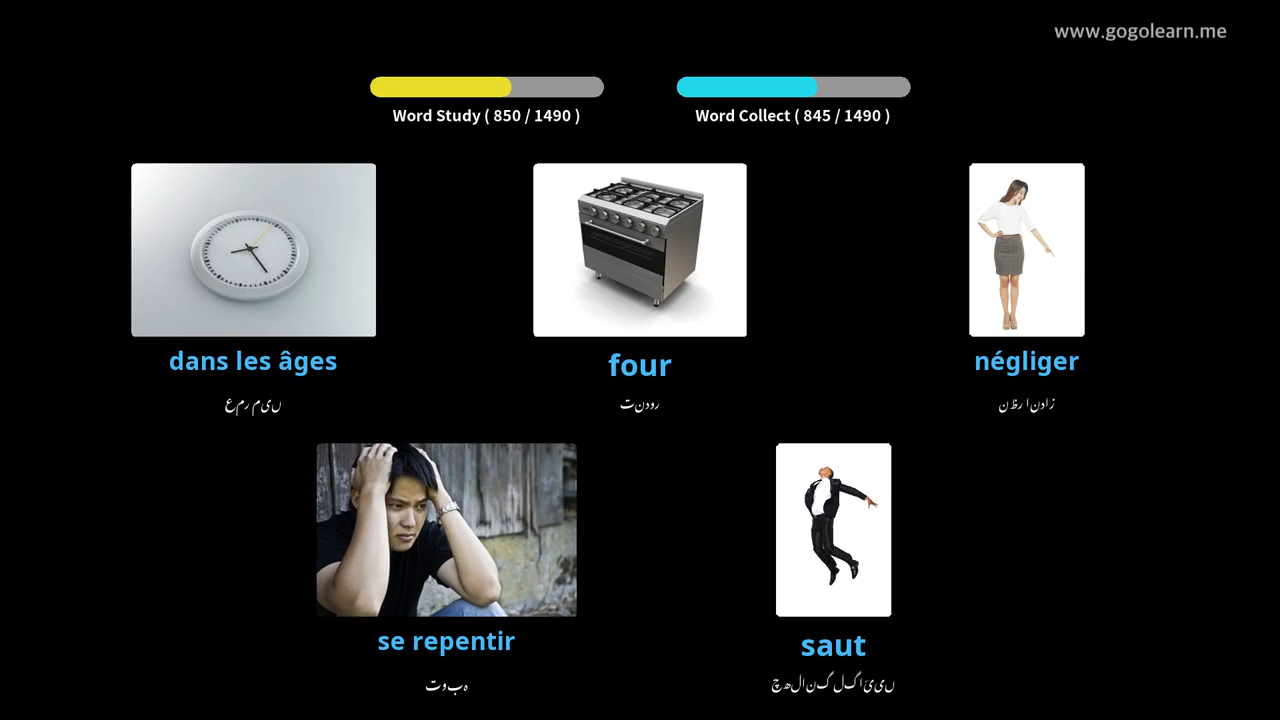 www.gogolearn.me
Word Study ( 850 / 1490 )
Word Collect ( 845 / 1490 )
dans les âges
عمر میں
four
تندور
négliger
نظر انداز
se repentir
توبہ
saut
چھلانگ لگائیں